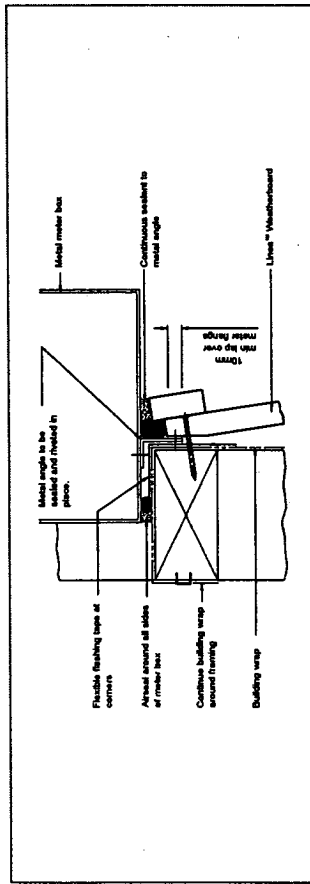 Metal meter box
Continuous sealant to
metal angle
10mm
min lap over
meter flange
Linea™ Weatherboard
Metal angle to be
sealed and riveted in
place.
Flexible flashing tape at
corners
Airseal around all sides
of meter box
Continue building wrap
around framing
Building wrap